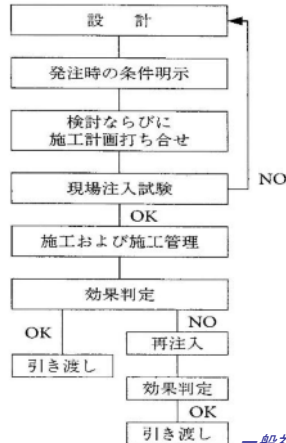 設 計
発注時の条件明示
検討ならびに
施工計画打ち合せ
現場注入試験
NO
OK
施工および施工管理
効果判定
OK
NO
引き渡し
再注入
効果判定
OK
引き渡し
一般